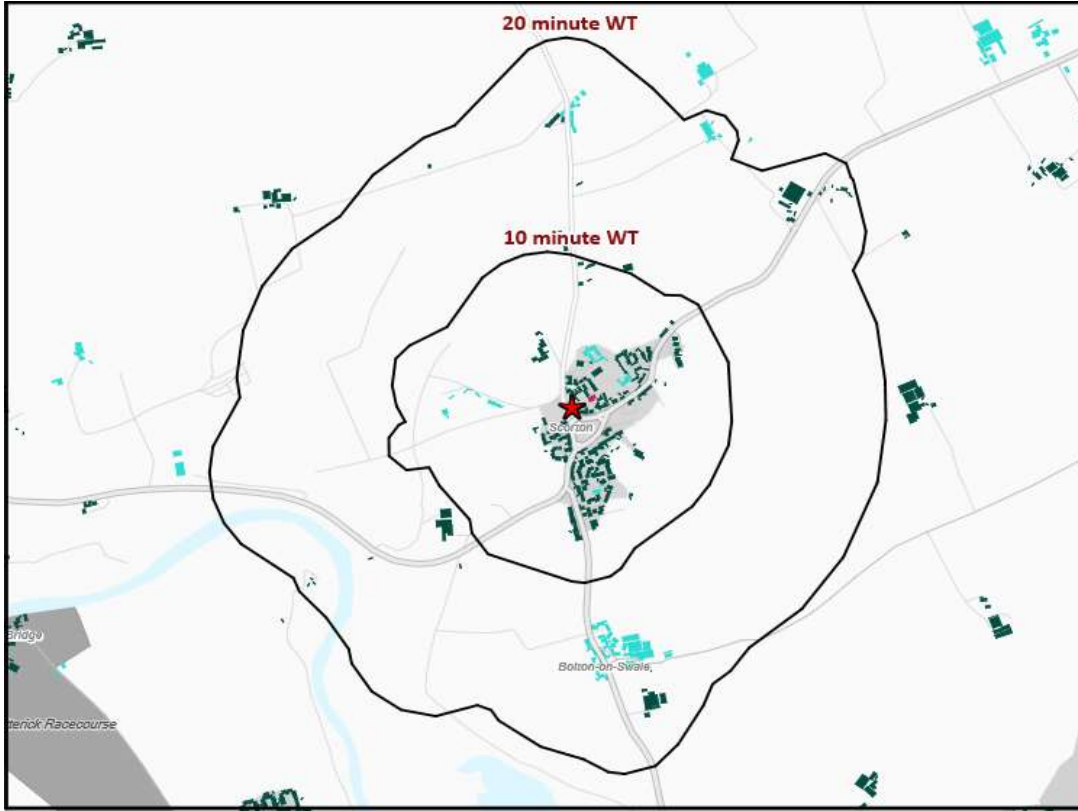 20 minute WT
10 minute WT
Scorton
Bolton-on-Swale
Bridge
tterick Racecourse